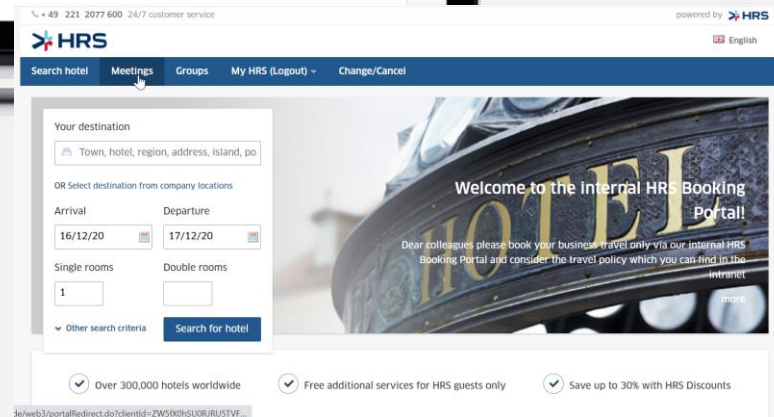 + 49 221 2077 600 24/7 customer service
powered by HRS
HRS
English
Search hotel Meetings Groups My HRS (Logout) Change/Cancel
Your destination
Town, hotel, region, address, island, po
OR Select destination from company locations
Arrival Departure
16/12/20 17/12/20
Single rooms Double rooms
1
Other search criteria Search for hotel
HOTEL
Welcome to the internal HRS Booking
Portal!
Dear colleagues please book your business travel only via our internal HRS
Booking Portal and consider the travel policy which you can find in the
intranet
more
Over 300,000 hotels worldwide Free additional services for HRS guests only Save up to 30% with HRS Discounts